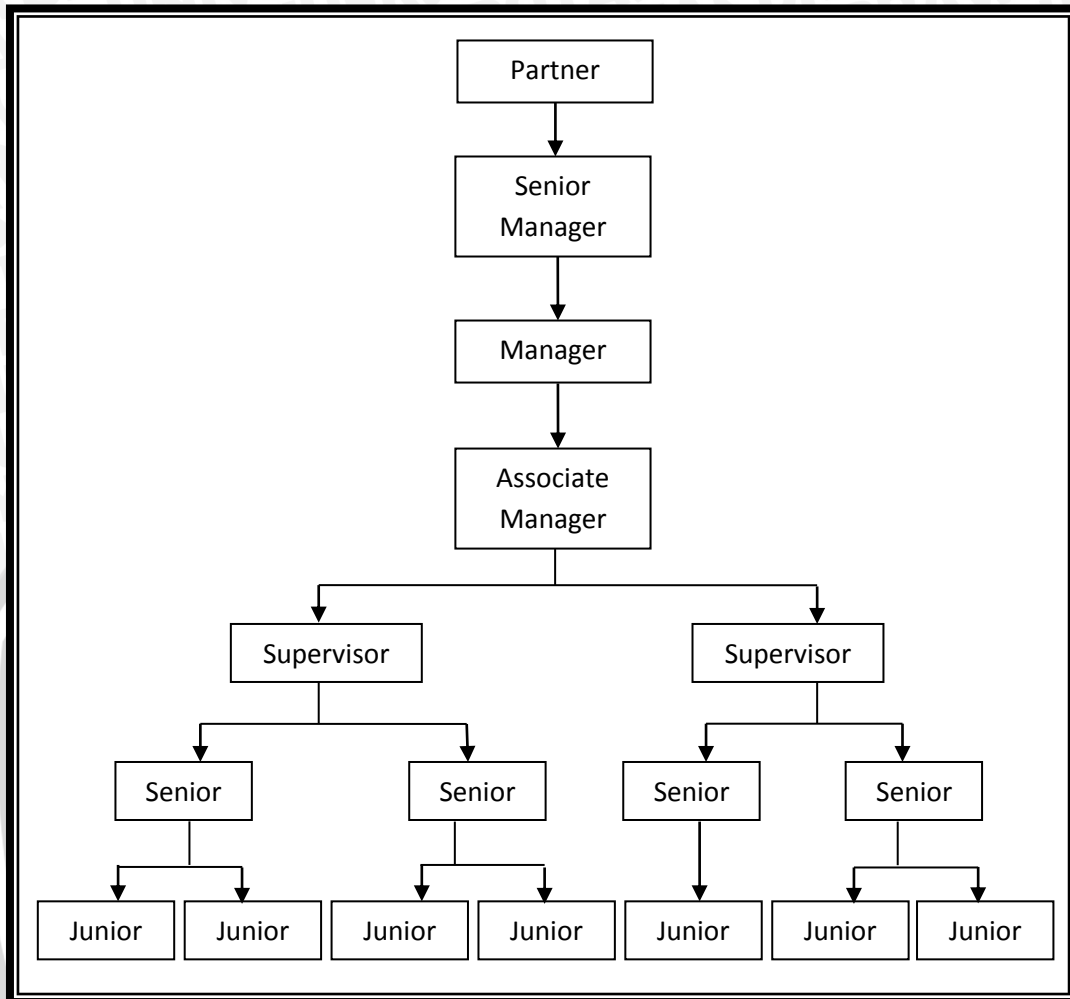 Partner
Senior
Manager
Manager
Associate
Manager
Supervisor
Supervisor
Senior
Senior
Senior
Senior
Junior
Junior
Junior
Junior
Junior
Junior
Junior